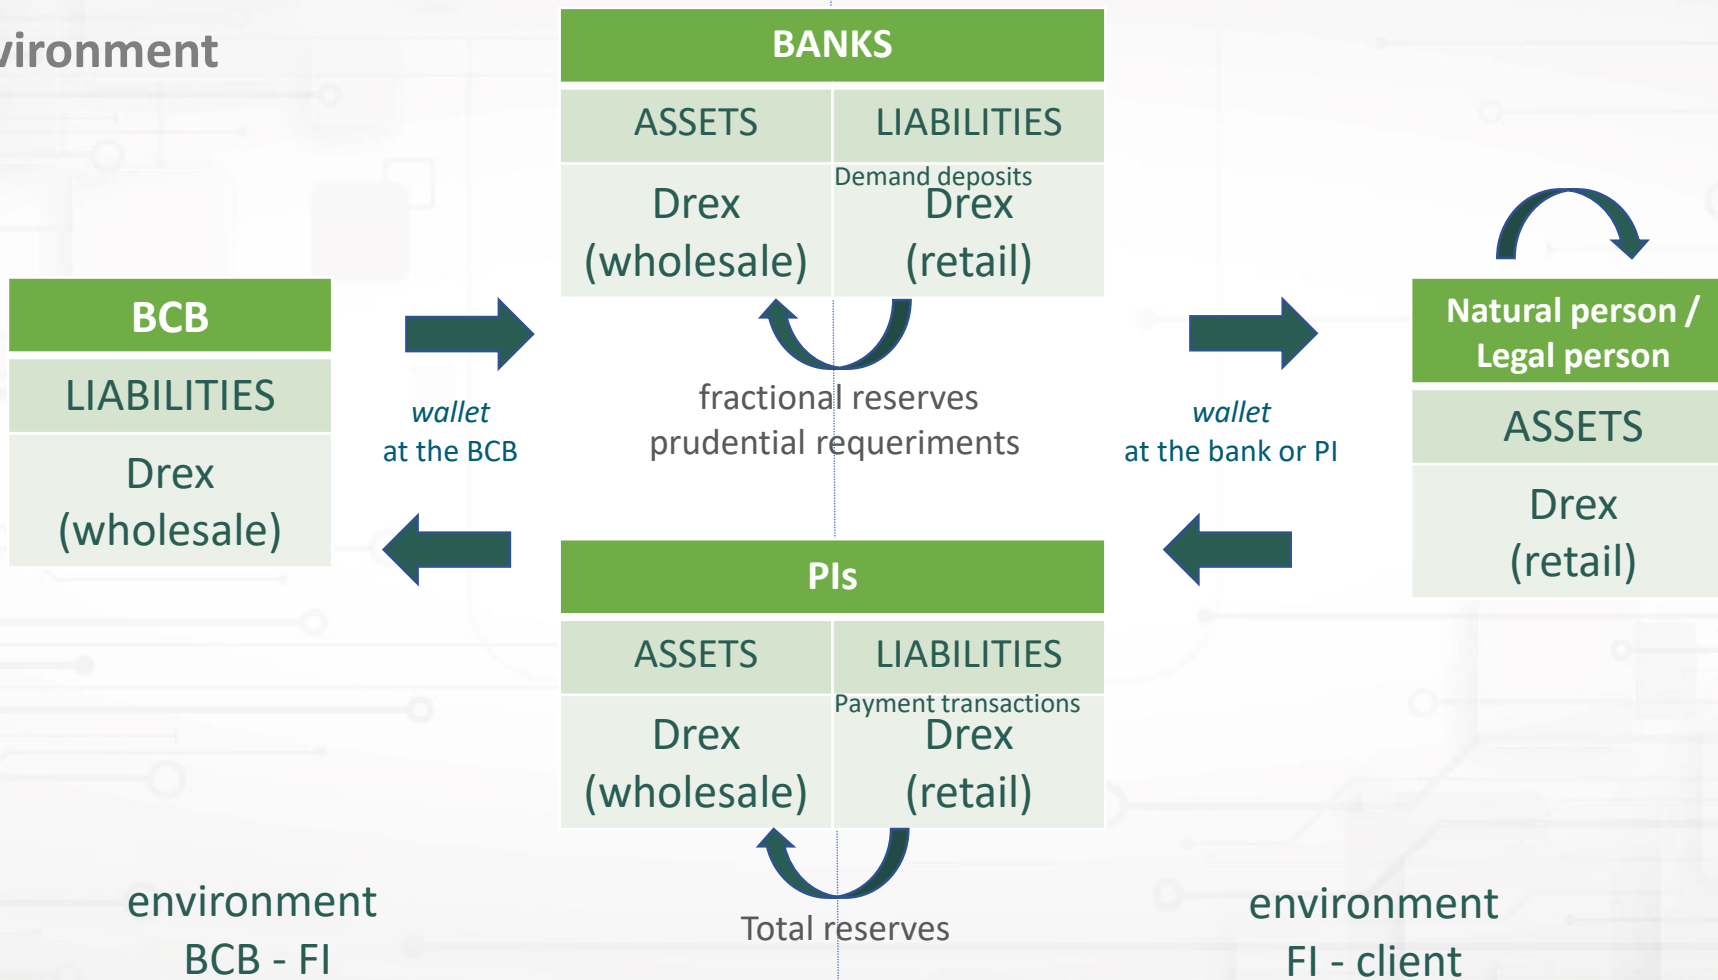 vironment
BANKS
ASSETS
LIABILITIES
Demand deposits
Drex
(wholesale)
Drex
(retail)
fractional reserves
prudential requeriments
BCB
LIABILITIES
Drex
(wholesale)
wallet
at the BCB
wallet
at the bank or PI
Natural person /
Legal person
ASSETS
Drex
(retail)
PIs
ASSETS
LIABILITIES
Payment transactions
Drex
(wholesale)
Drex
(retail)
Total reserves
environment
BCB - FI
environment
FI - client